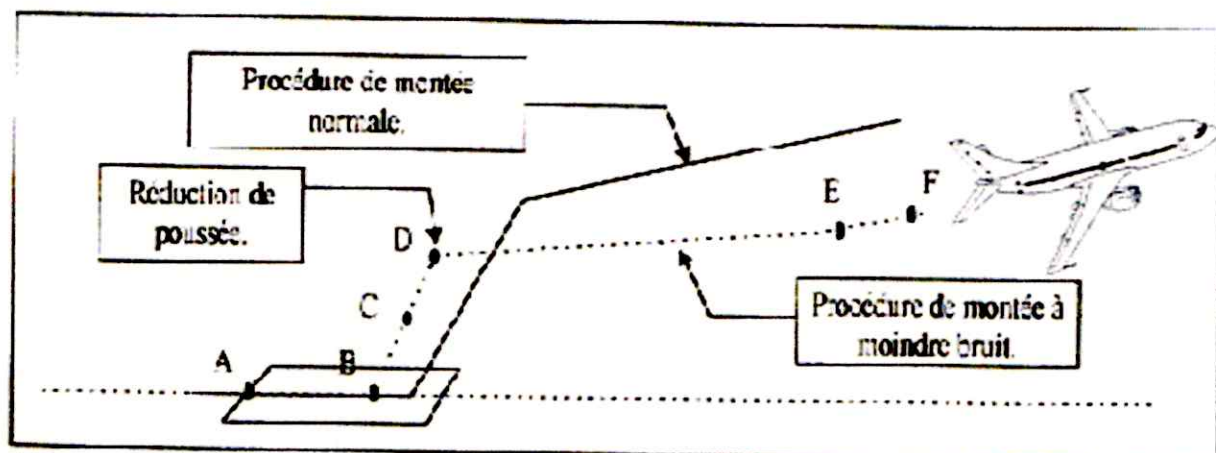 Procédure de montée
normale.
Réduction de
poussée.
D
E
F
C
Procédure de montée à
moindre bruit.
A
B